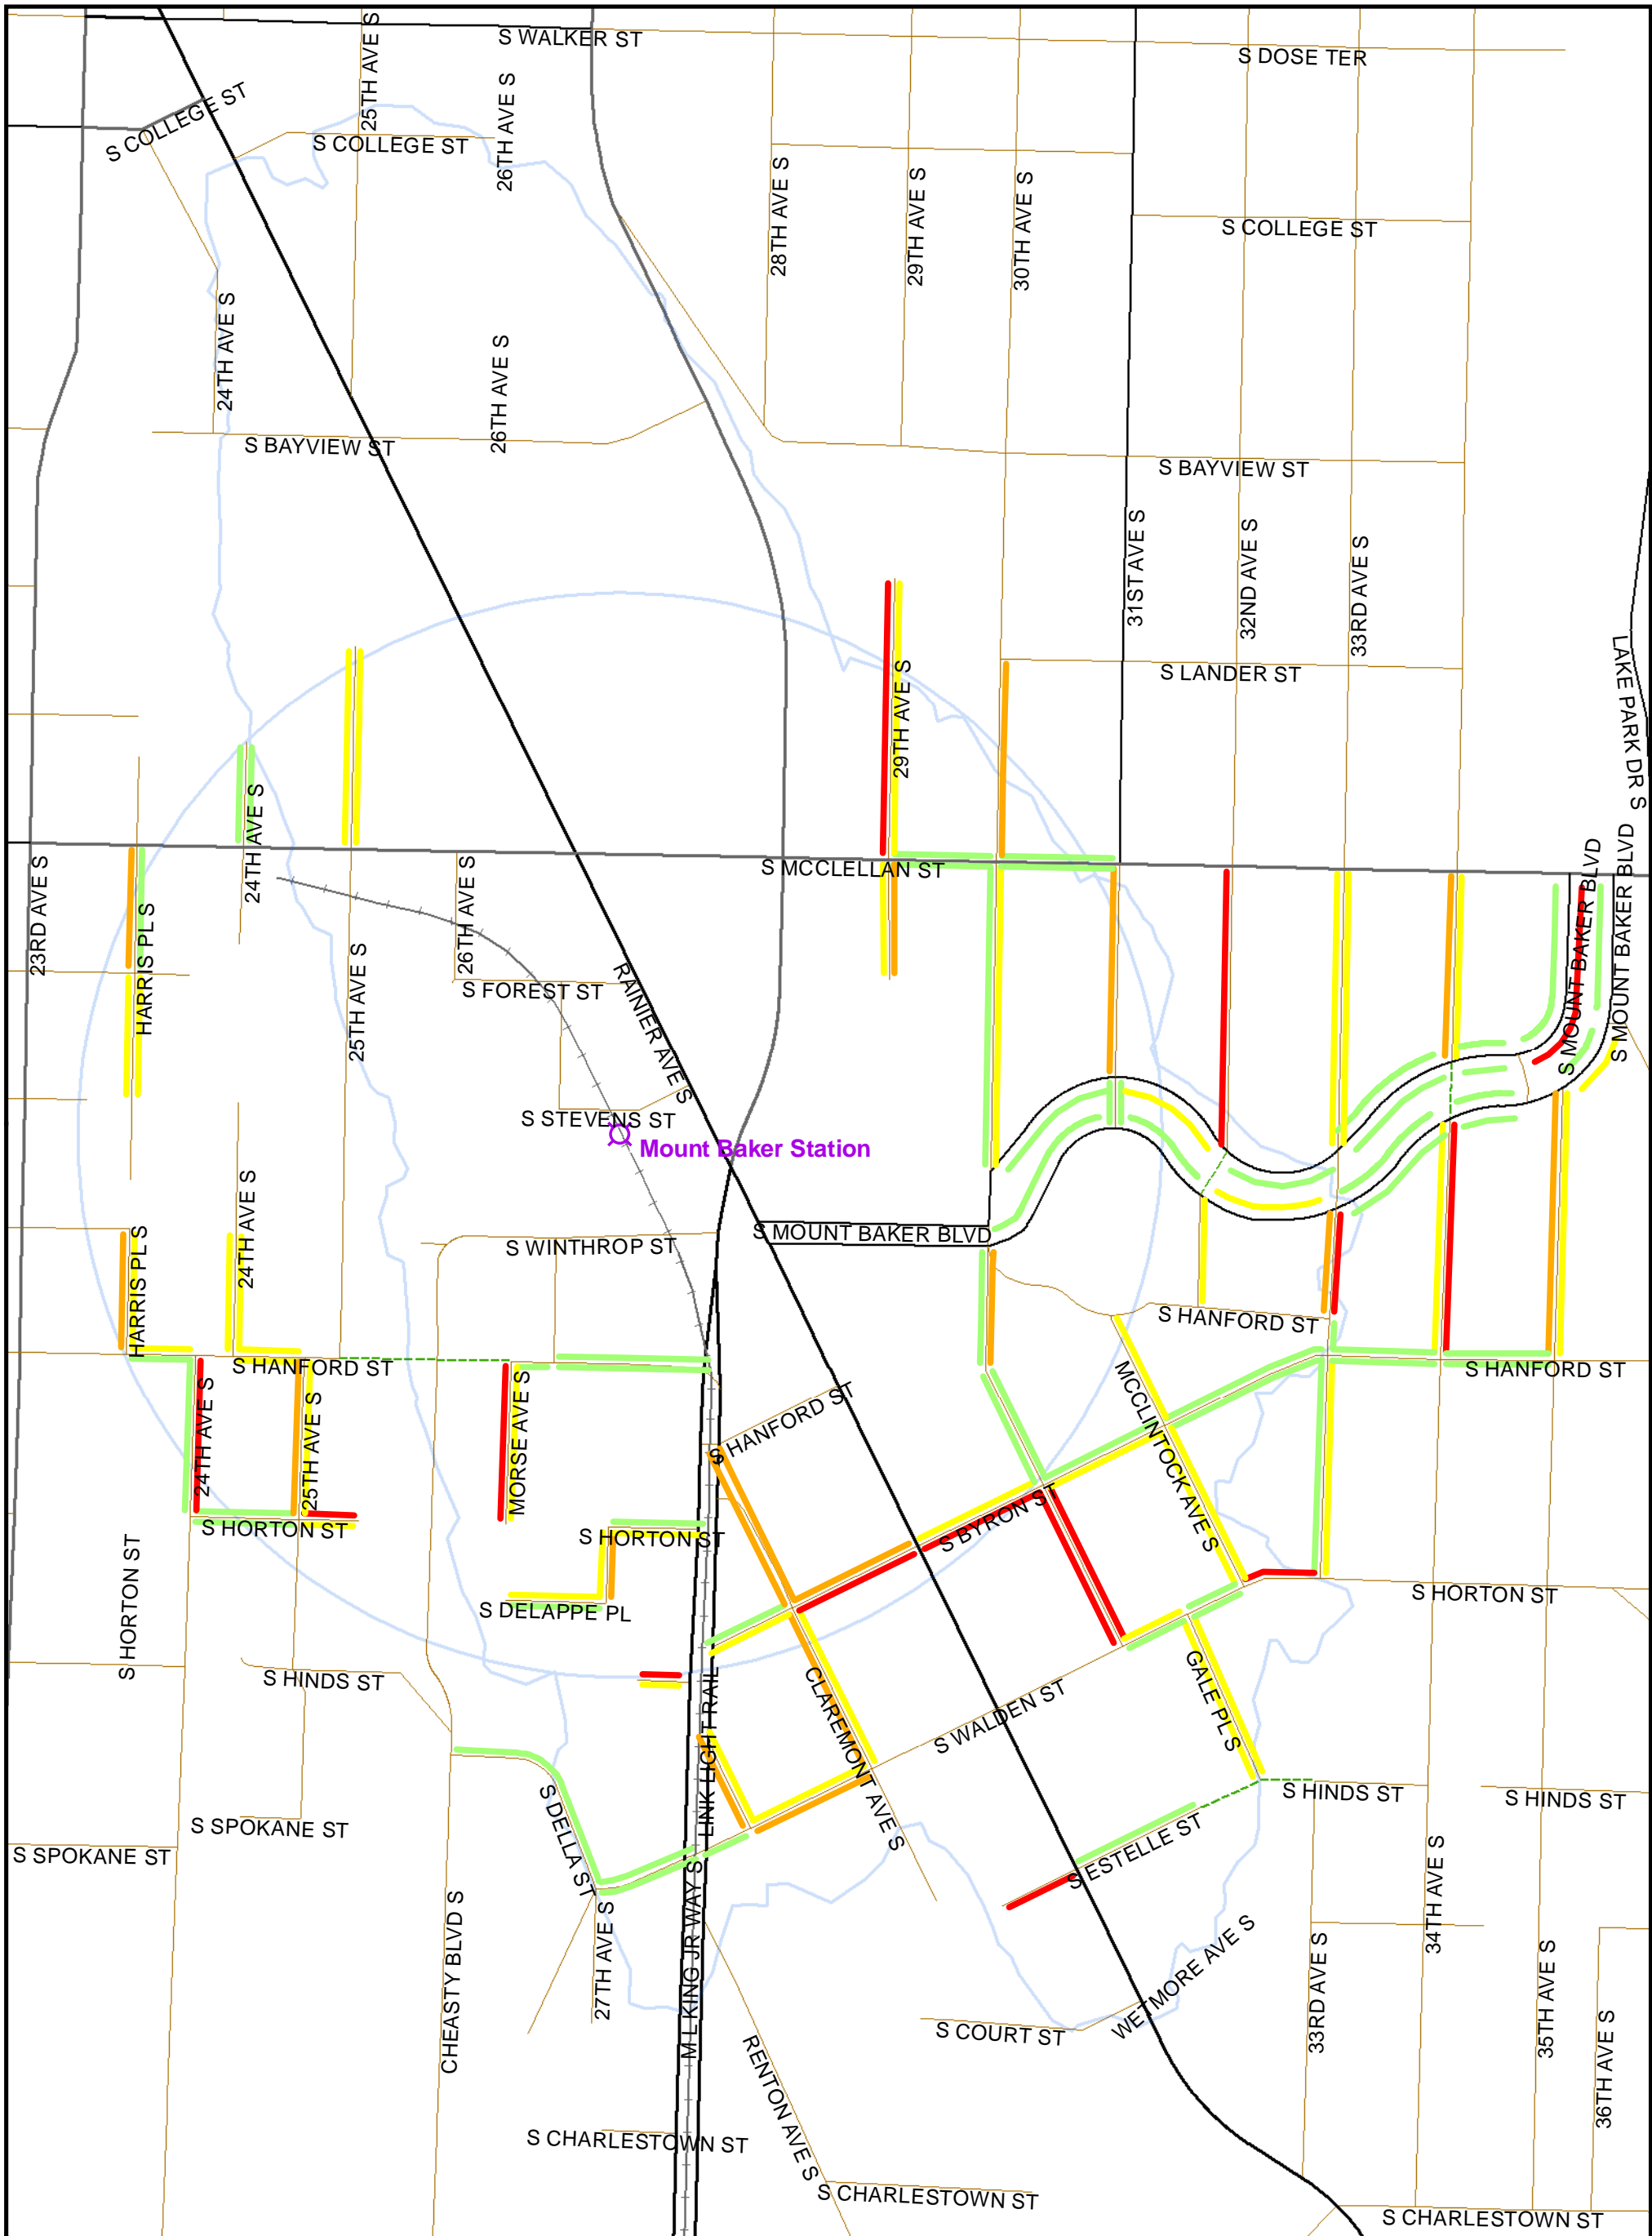 S WALKER ST
25TH AVE S
S DOSE TER
S COLLEGE ST
S COLLEGE ST
26TH AVE S
28TH AVE S
29TH AVE S
30TH AVE S
S COLLEGE ST
24TH AVE S
26TH AVE S
S BAYVIEW ST
S BAYVIEW ST
31ST AVE S
32ND AVE S
33RD AVE S
29TH AVE S
S LANDER ST
LAKE PARK DR S
24TH AVE S
S MCCLELLAN ST
23RD AVE S
HARRIS PL S
26TH AVE S
25TH AVE S
S FOREST ST
RAINIER AVE S
S MOUNT BAKER BLVD
S MOUNT BAKER BLVD
S STEVENS ST
Mount Baker Station
24TH AVE S
HARRIS PL S
S WINTHROP ST
S MOUNT BAKER BLVD
S HANFORD ST
S HANFORD ST
S HANFORD ST
24TH AVE S
25TH AVE S
MORSE AVE S
S HANFORD ST
MCCLINTOCK AVE S
S HORTON ST
S HORTON ST
S BYRON ST
S HORTON ST
S HORTON ST
S DELAPPE PL
S HINDS ST
LINK LIGHT RAIL
CLAREMONT AVE S
S WALDEN ST
GALE PL S
S HINDS ST
S HINDS ST
S SPOKANE ST
S SPOKANE ST
S DELLA ST
S ESTELLE ST
CHEASTY BLVD S
27TH AVE S
M L KING JR WAY S
34TH AVE S
WETMORE AVE S
S COURT ST
33RD AVE S
35TH AVE S
36TH AVE S
RENTON AVE S
S CHARLESTOWN ST
S CHARLESTOWN ST
S CHARLESTOWN ST